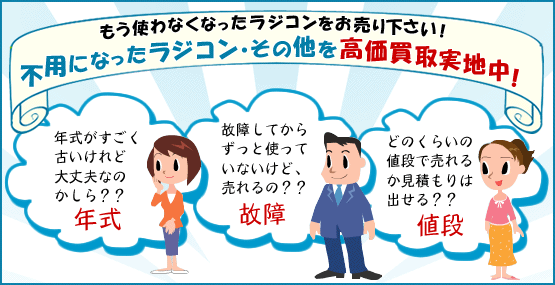 もう使わなくなったラジコンをお売り下さい!
不用になったラジコン・その他を高価買取実地中!
年式がすごく
古いけれど
大丈夫なの
かしら??
年式
故障してから
ずっと使って
いないけど、
売れるの??
故障
どのくらいの
値段で売れる
か見積もりは
出せる??
値段